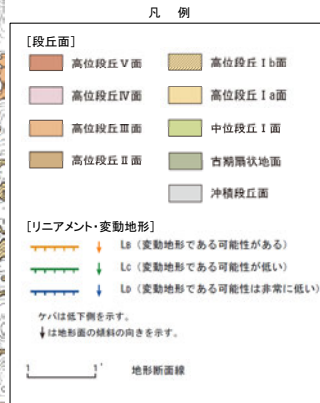 凡 例
[段丘面]
高位段丘Ⅴ面
高位段丘Ⅰb面
高位段丘Ⅳ面
高位段丘Ⅰa面
高位段丘Ⅲ面
中位段丘Ⅰ面
高位段丘Ⅱ面
古期扇状地面
沖積段丘面
[リニアメント・変動地形]
LB（変動地形である可能性がある）
LC（変動地形である可能性が低い）
LD（変動地形である可能性は非常に低い）
ケバは低下側を示す。
↓は地形面の傾斜の向きを示す。
1 1' 地形断面線